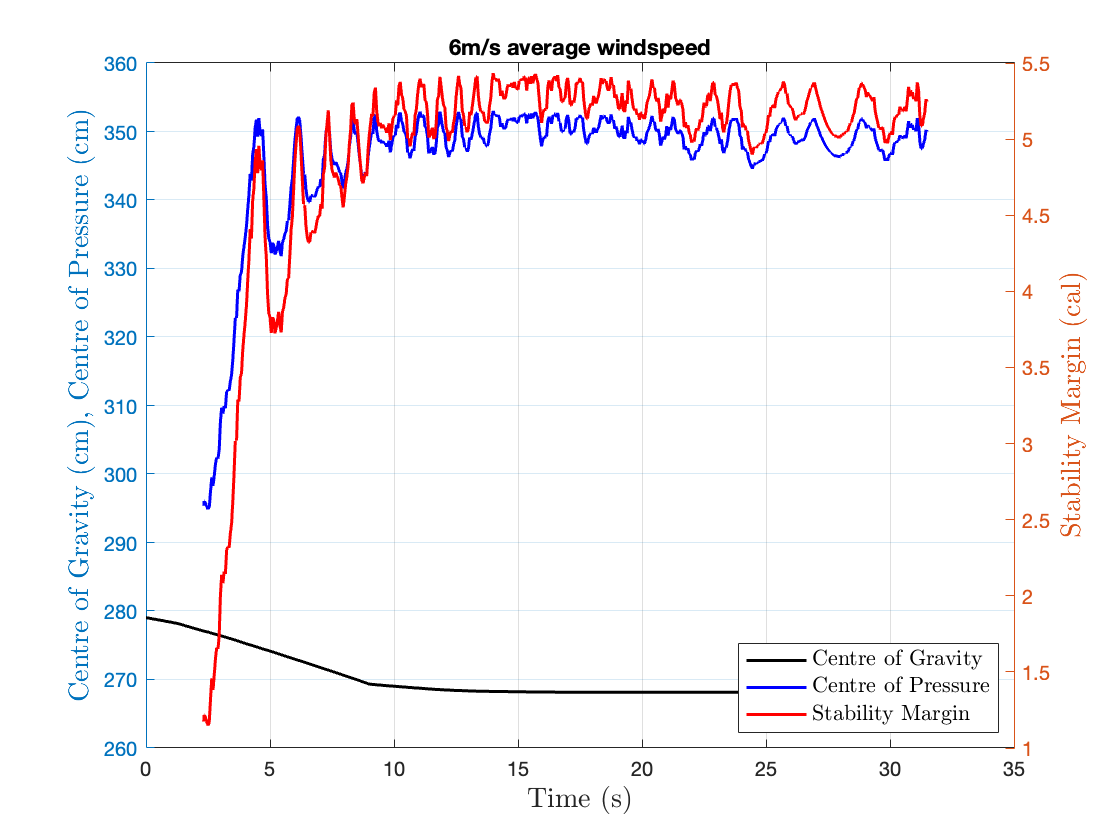 6m/s average windspeed
Centre of Gravity (cm), Centre of Pressure (cm)
360
350
340
330
320
310
300
290
280
270
260
5.5
5
4.5
4
3.5
3
2.5
2
1.5
1
Stability Margin (cal)
Centre of Gravity
Centre of Pressure
Stability Margin
0 5 10 15 20 25 30 35
Time (s)